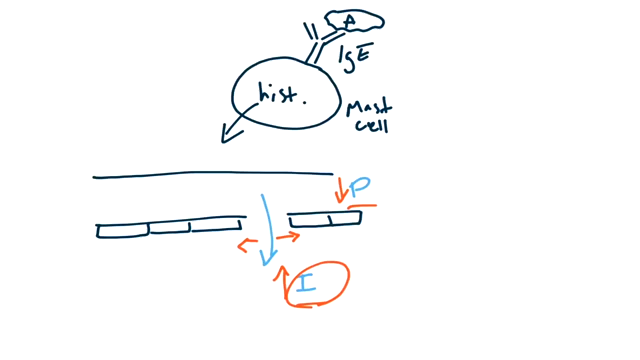 A
IgE
hist.
Mast
cell
↓P
↑I